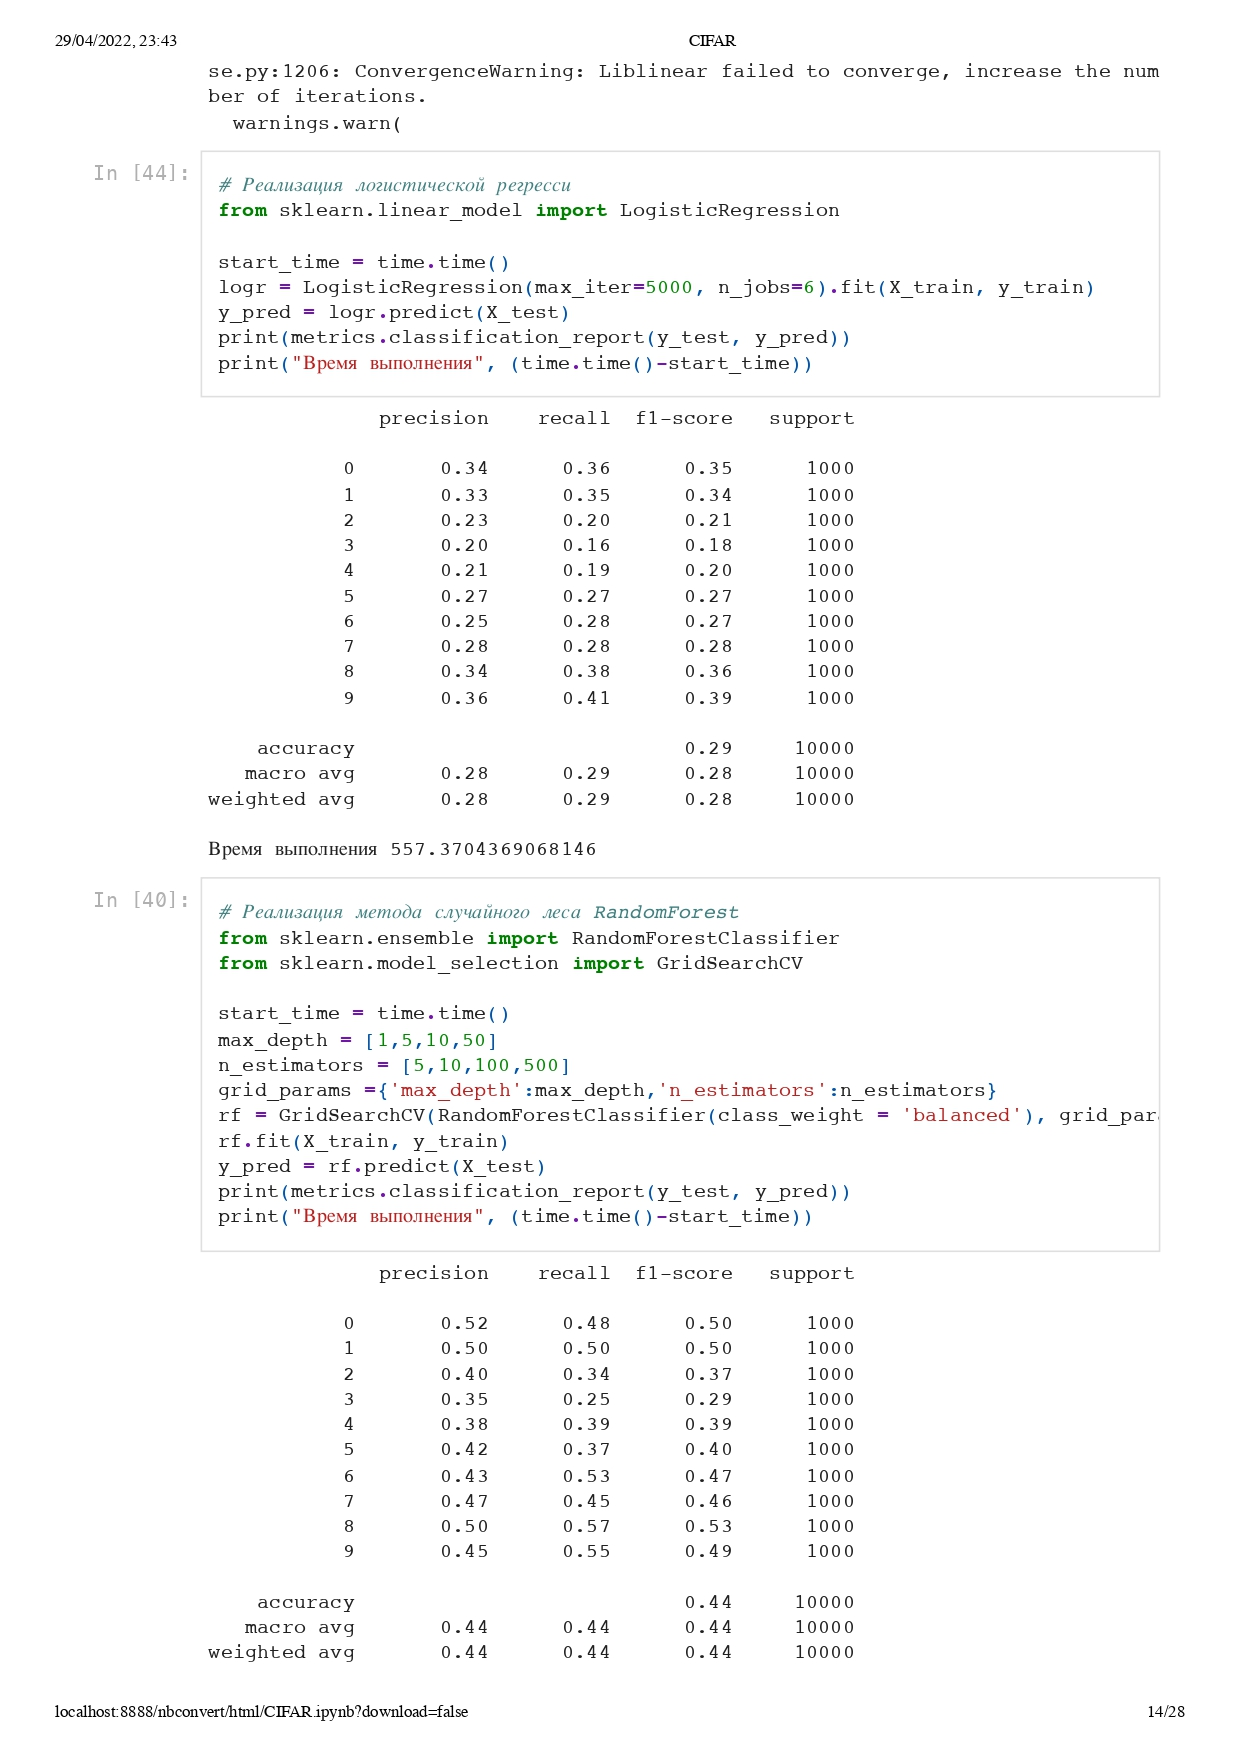 29/04/2022, 23:43 CIFAR
se.py:1206: ConvergenceWarning: Liblinear failed to converge, increase the num
ber of iterations.
  warnings.warn(
In [44]:
# Реализация логистической регресси
from sklearn.linear_model import LogisticRegression
start_time = time.time()
logr = LogisticRegression(max_iter=5000, n_jobs=6).fit(X_train, y_train)
y_pred = logr.predict(X_test)
print(metrics.classification_report(y_test, y_pred))
print("Время выполнения", (time.time()-start_time))
precision recall f1-score support
0 0.34 0.36 0.35 1000
1 0.33 0.35 0.34 1000
2 0.23 0.20 0.21 1000
3 0.20 0.16 0.18 1000
4 0.21 0.19 0.20 1000
5 0.27 0.27 0.27 1000
6 0.25 0.28 0.27 1000
7 0.28 0.28 0.28 1000
8 0.34 0.38 0.36 1000
9 0.36 0.41 0.39 1000
accuracy 0.29 10000
macro avg 0.28 0.29 0.28 10000
weighted avg 0.28 0.29 0.28 10000
Время выполнения 557.3704369068146
In [40]:
# Реализация метода случайного леса RandomForest
from sklearn.ensemble import RandomForestClassifier
from sklearn.model_selection import GridSearchCV
start_time = time.time()
max_depth = [1,5,10,50]
n_estimators = [5,10,100,500]
grid_params ={'max_depth':max_depth,'n_estimators':n_estimators}
rf = GridSearchCV(RandomForestClassifier(class_weight = 'balanced'), grid_par
rf.fit(X_train, y_train)
y_pred = rf.predict(X_test)
print(metrics.classification_report(y_test, y_pred))
print("Время выполнения", (time.time()-start_time))
precision recall f1-score support
0 0.52 0.48 0.50 1000
1 0.50 0.50 0.50 1000
2 0.40 0.34 0.37 1000
3 0.35 0.25 0.29 1000
4 0.38 0.39 0.39 1000
5 0.42 0.37 0.40 1000
6 0.43 0.53 0.47 1000
7 0.47 0.45 0.46 1000
8 0.50 0.57 0.53 1000
9 0.45 0.55 0.49 1000
accuracy 0.44 10000
macro avg 0.44 0.44 0.44 10000
weighted avg 0.44 0.44 0.44 10000
localhost:8888/nbconvert/html/CIFAR.ipynb?download=false 14/28